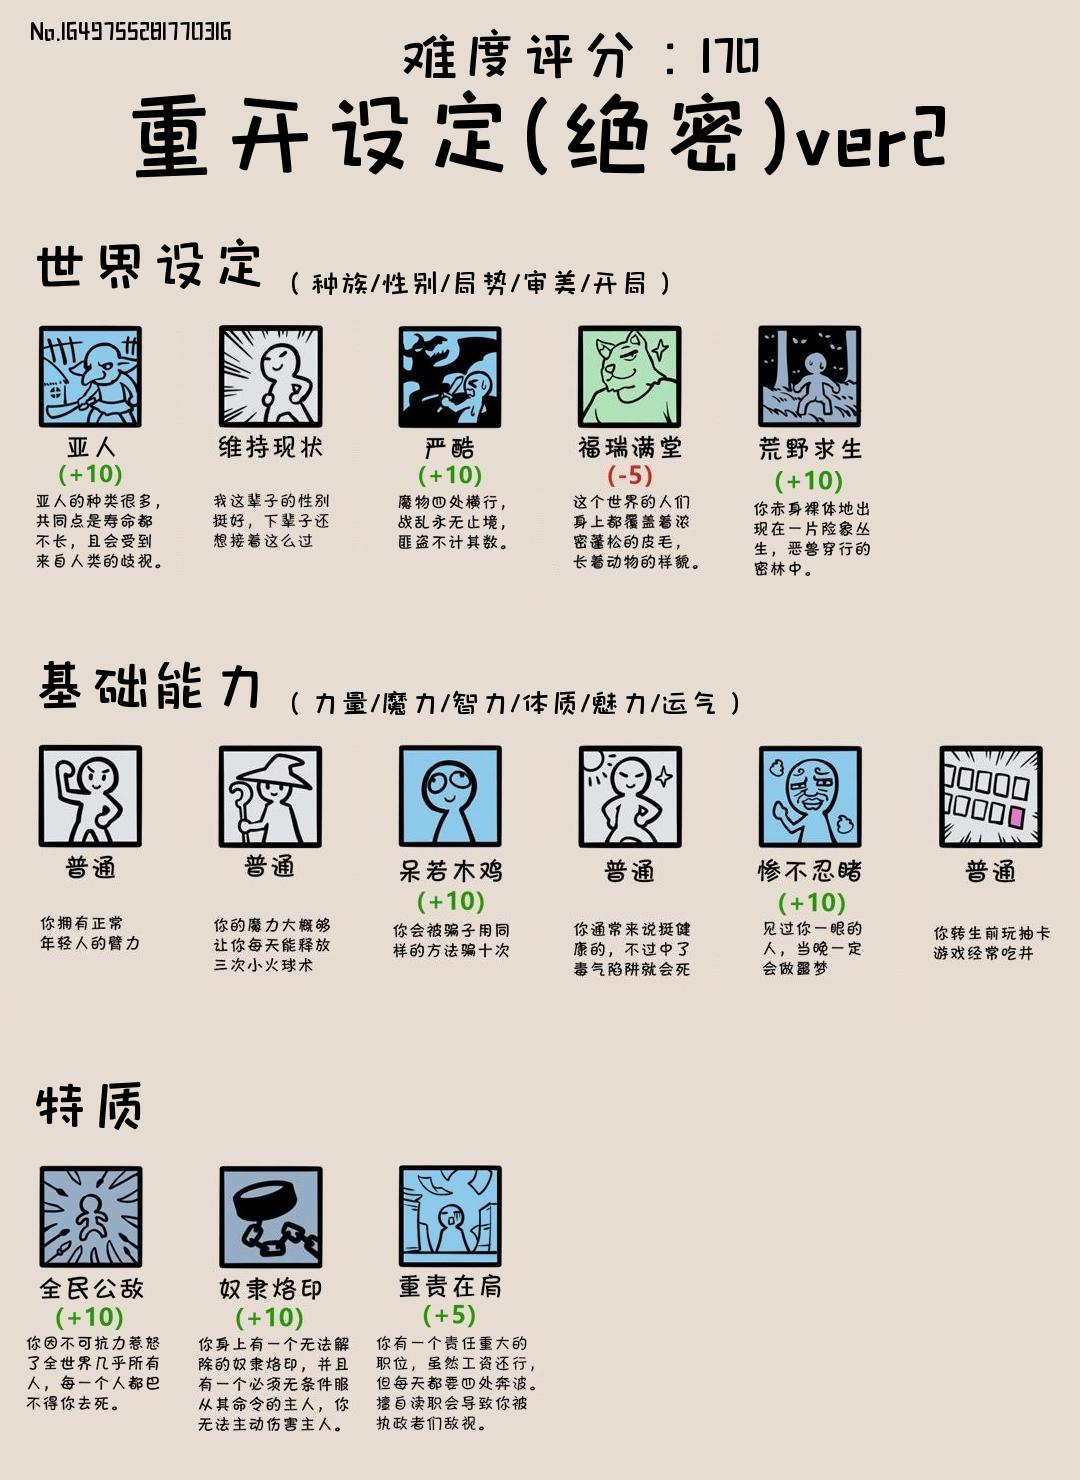 No.1649755281770316
难度评分：170
重开设定(绝密)ver2
世界设定 （种族/性别/局势/审美/开局）
亚人
(+10)
亚人的种类很多，
共同点是寿命都
不长，且会受到
来自人类的歧视。
维持现状
我这辈子的性别
挺好，下辈子还
想接着这么过
严酷
(+10)
魔物四处横行，
战乱永无止境，
匪盗不计其数。
福瑞满堂
(-5)
这个世界的人们
身上都覆盖着浓
密蓬松的皮毛，
长着动物的样貌。
荒野求生
(+10)
你赤身裸体地出
现在一片险象丛
生，恶兽穿行的
密林中。
基础能力 （力量/魔力/智力/体质/魅力/运气）
普通
你拥有正常
年轻人的臂力
普通
你的魔力大概够
让你每天能释放
三次小火球术
呆若木鸡
(+10)
你会被骗子用同
样的方法骗十次
普通
你通常来说挺健
康的，不过中了
毒气陷阱就会死
惨不忍睹
(+10)
见过你一眼的
人，当晚一定
会做噩梦
普通
你转生前玩抽卡
游戏经常吃井
特质
全民公敌
(+10)
你因不可抗力惹怒
了全世界几乎所有
人，每一个人都巴
不得你去死。
奴隶烙印
(+10)
你身上有一个无法解
除的奴隶烙印，并且
有一个必须无条件服
从其命令的主人，你
无法主动伤害主人。
重责在肩
(+5)
你有一个责任重大的
职位，虽然工资还行，
但每天都要四处奔波。
擅自渎职会导致你被
执政者们敌视。